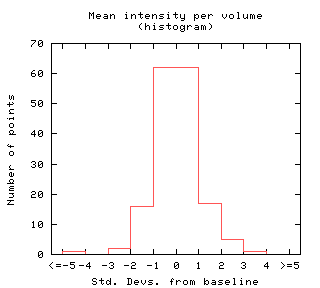 Mean intensity per volume
(histogram)
70
60
50
40
30
20
10
0
Number of points
<=-5 -4 -3 -2 -1 0 1 2 3 4 >=5
Std. Devs. from baseline